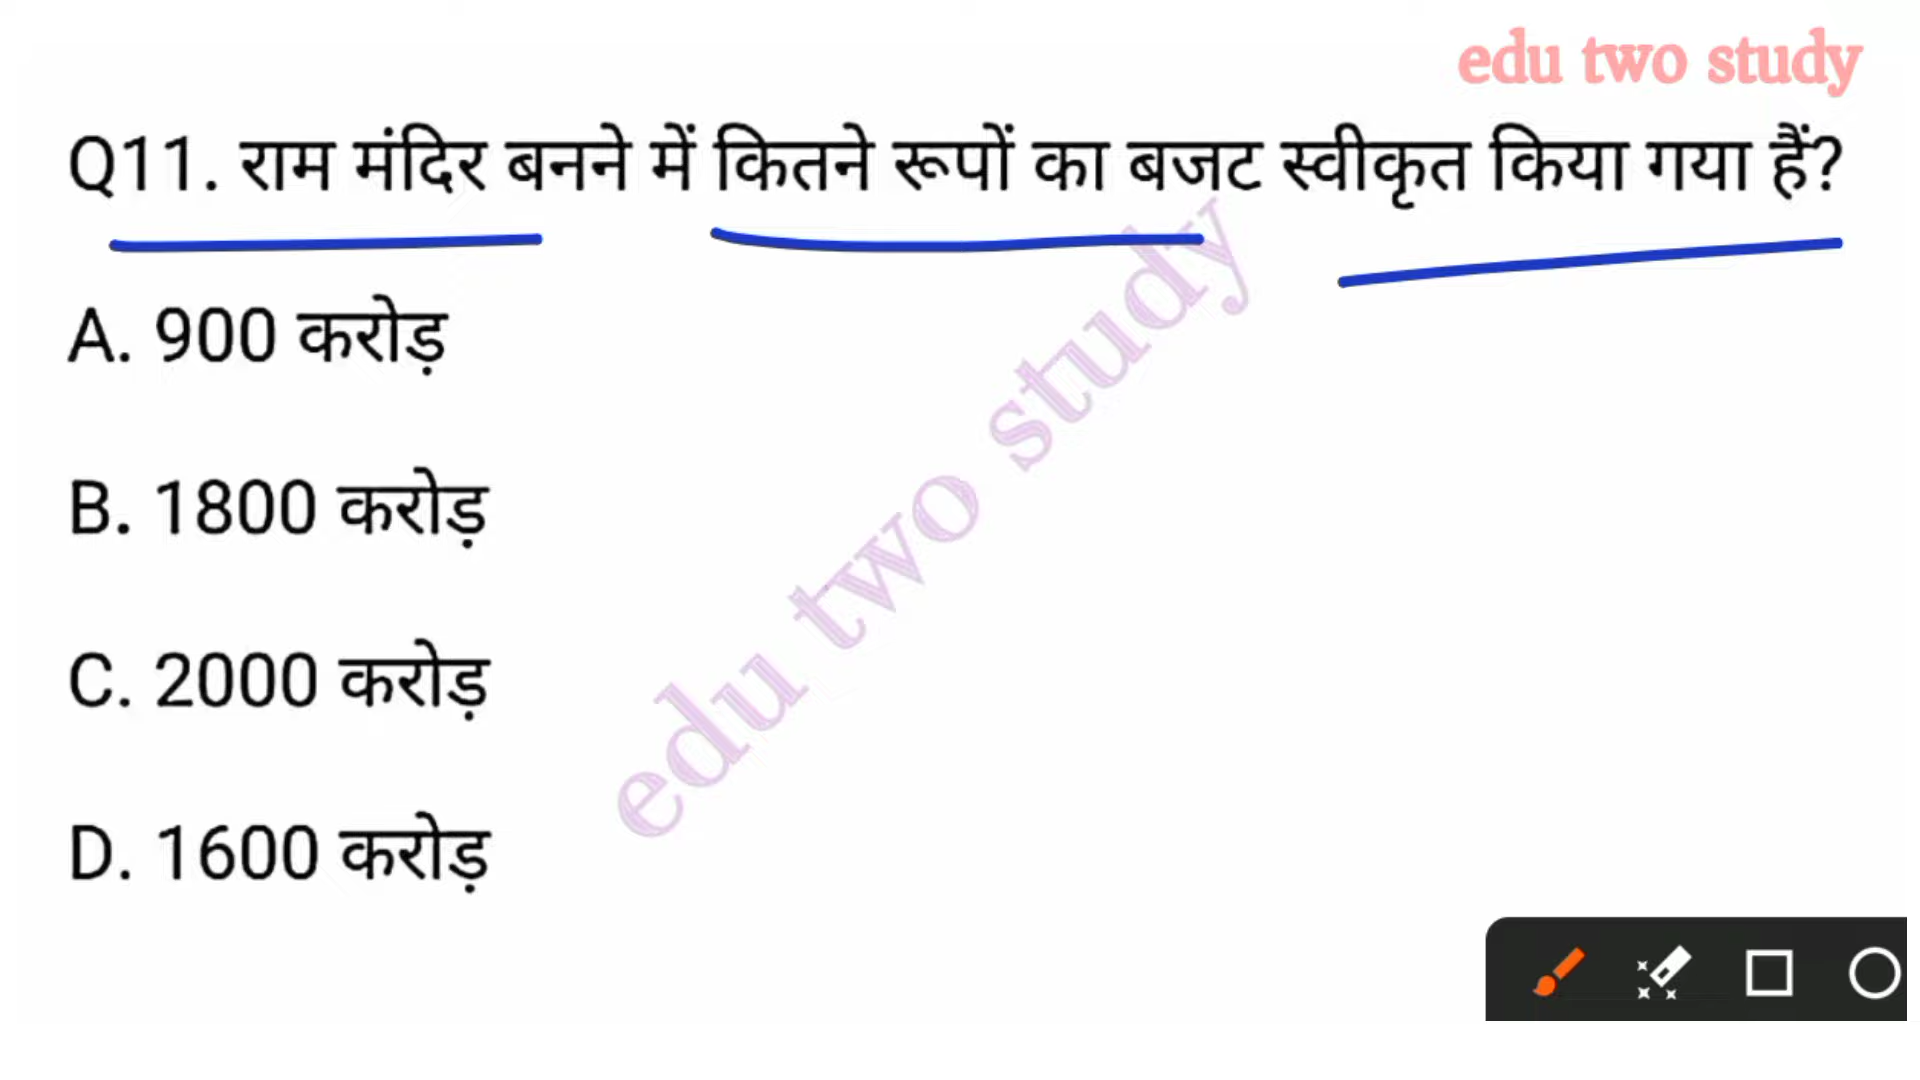 edu two study
Q11. राम मंदिर बनने में कितने रूपों का बजट स्वीकृत किया गया हैं?
A. 900 करोड़
B. 1800 करोड़
C. 2000 करोड़
D. 1600 करोड़
edu two study